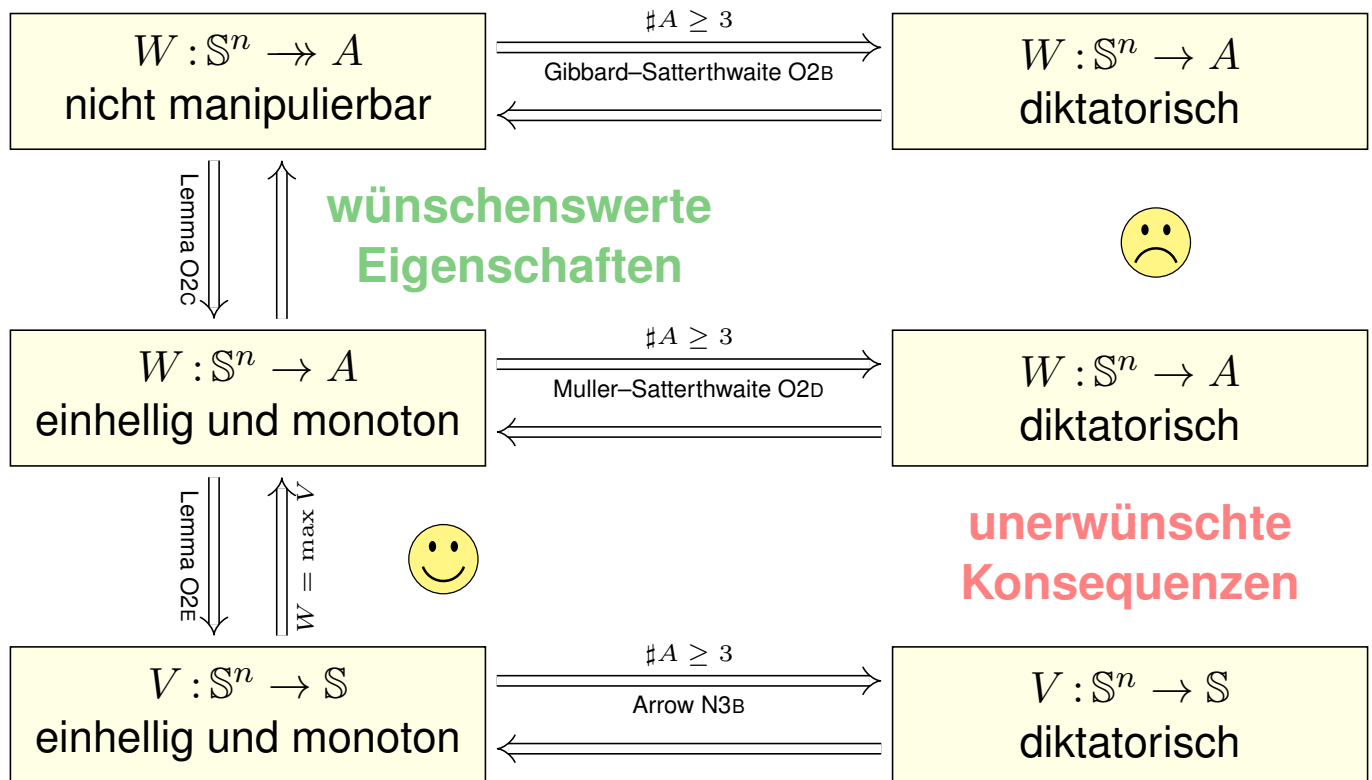 W : 𝕊ⁿ ↠ A
nicht manipulierbar
♯A ≥ 3
Gibbard–Satterthwaite O2B
W : 𝕊ⁿ → A
diktatorisch
Lemma O2C
wünschenswerte
Eigenschaften
W : 𝕊ⁿ → A
einhellig und monoton
♯A ≥ 3
Muller–Satterthwaite O2D
W : 𝕊ⁿ → A
diktatorisch
Lemma O2E
W = max V
unerwünschte
Konsequenzen
V : 𝕊ⁿ → 𝕊
einhellig und monoton
♯A ≥ 3
Arrow N3B
V : 𝕊ⁿ → 𝕊
diktatorisch